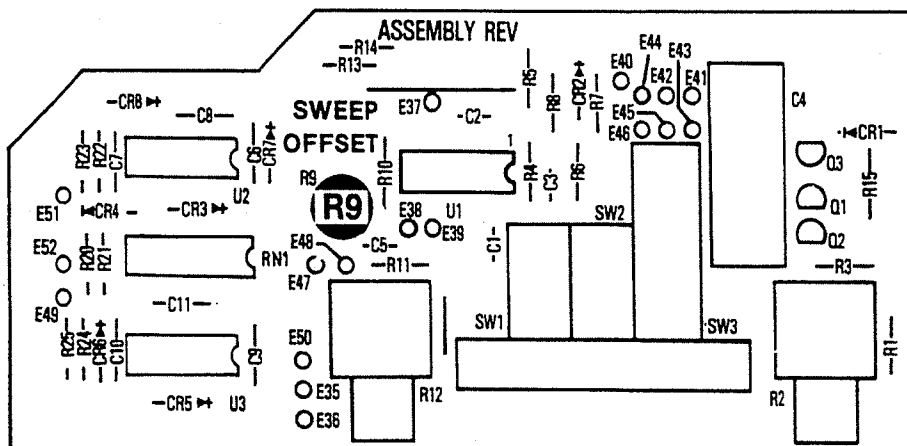 ASSEMBLY REV
R14
R13
E44
E43
E40
E42
E41
R5
CR2
R8
R7
CR8
C8
SWEEP
OFFSET
E37
C2
E45
E46
C4
CR1
R23
R22
C7
C6
CR7
R10
1
R4
C3
R6
Q3
R15
R9
R9
U2
E51
CR4
CR3
E38
U1
E39
SW2
Q1
Q2
E52
R20
R21
RN1
E48
E47
C5
R11
C1
R3
E49
C11
R25
R24
CR6
C10
C9
E50
SW1
SW3
R1
CR5
U3
E35
E36
R12
R2